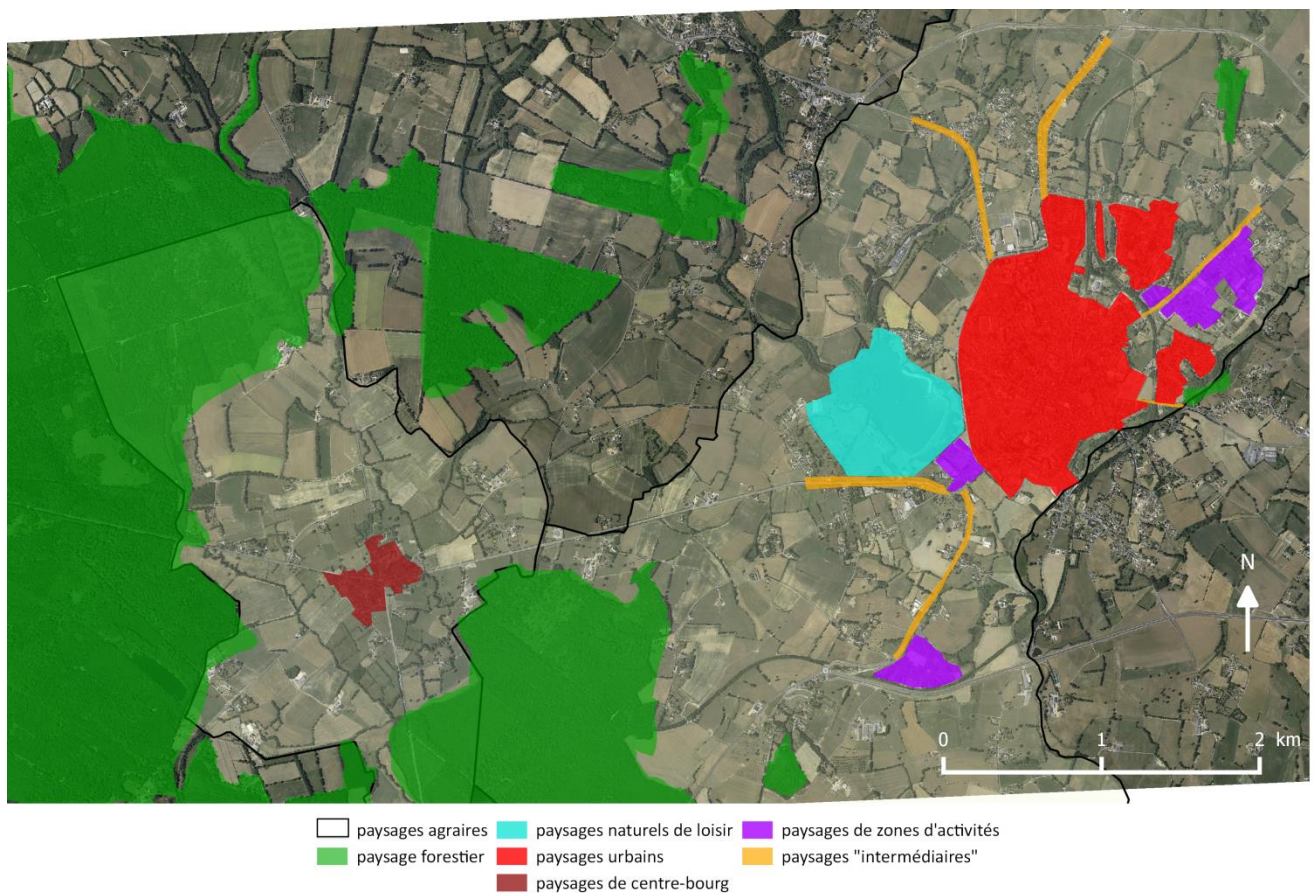 N
0 1 2 km
paysages agraires
paysages naturels de loisir
paysages de zones d'activités
paysage forestier
paysages urbains
paysages "intermédiaires"
paysages de centre-bourg